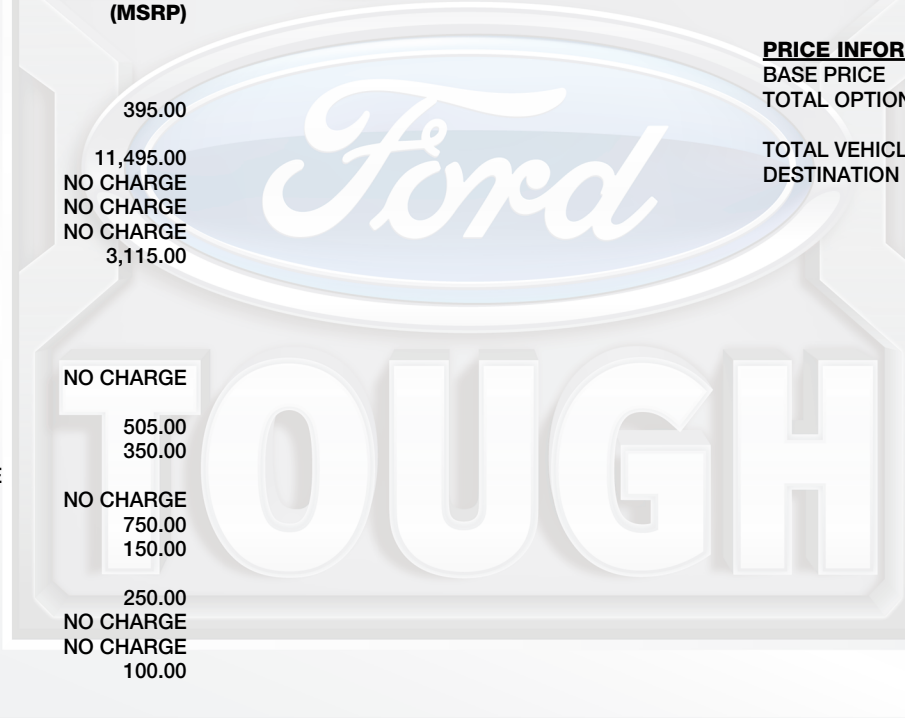 (MSRP)
395.00
11,495.00
NO CHARGE
NO CHARGE
NO CHARGE
3,115.00
NO CHARGE
505.00
350.00
NO CHARGE
750.00
150.00
250.00
NO CHARGE
NO CHARGE
100.00
PRICE INFOR
BASE PRICE
TOTAL OPTION
TOTAL VEHICL
DESTINATION
E
Ford
TOUGH